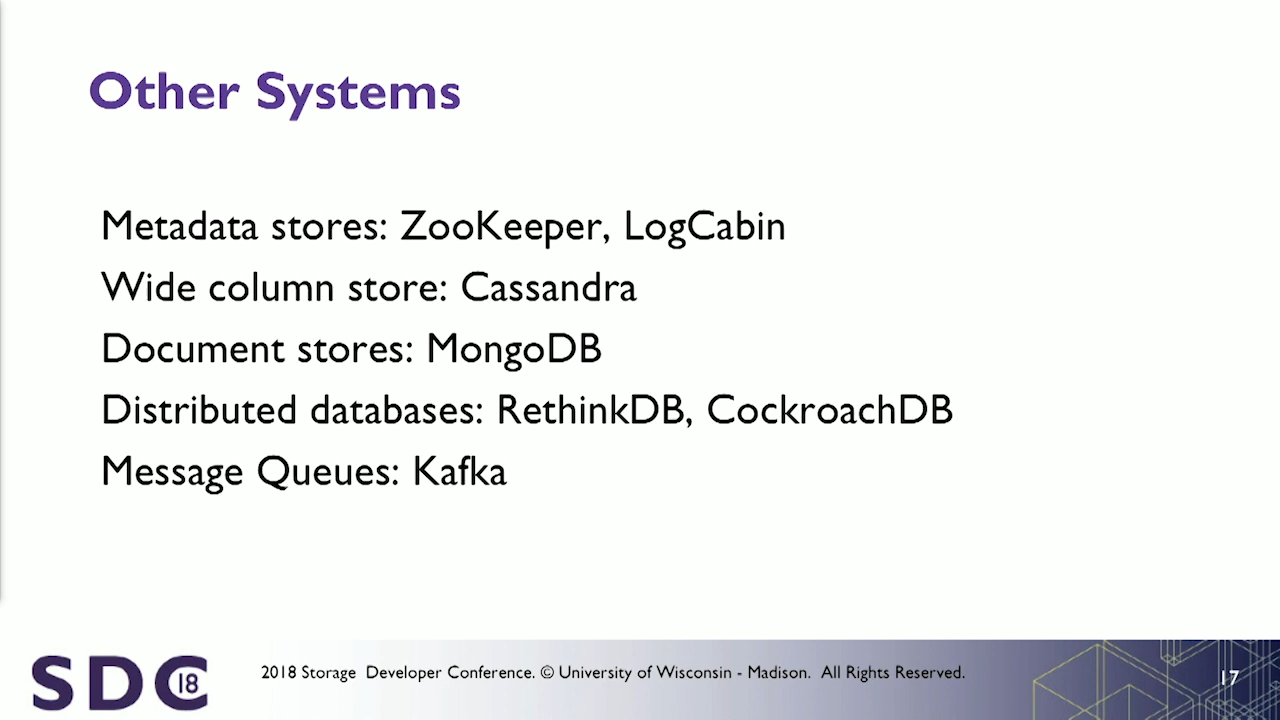 Other Systems
Metadata stores: ZooKeeper, LogCabin
Wide column store: Cassandra
Document stores: MongoDB
Distributed databases: RethinkDB, CockroachDB
Message Queues: Kafka
SDC 18
2018 Storage Developer Conference. © University of Wisconsin - Madison. All Rights Reserved.
17